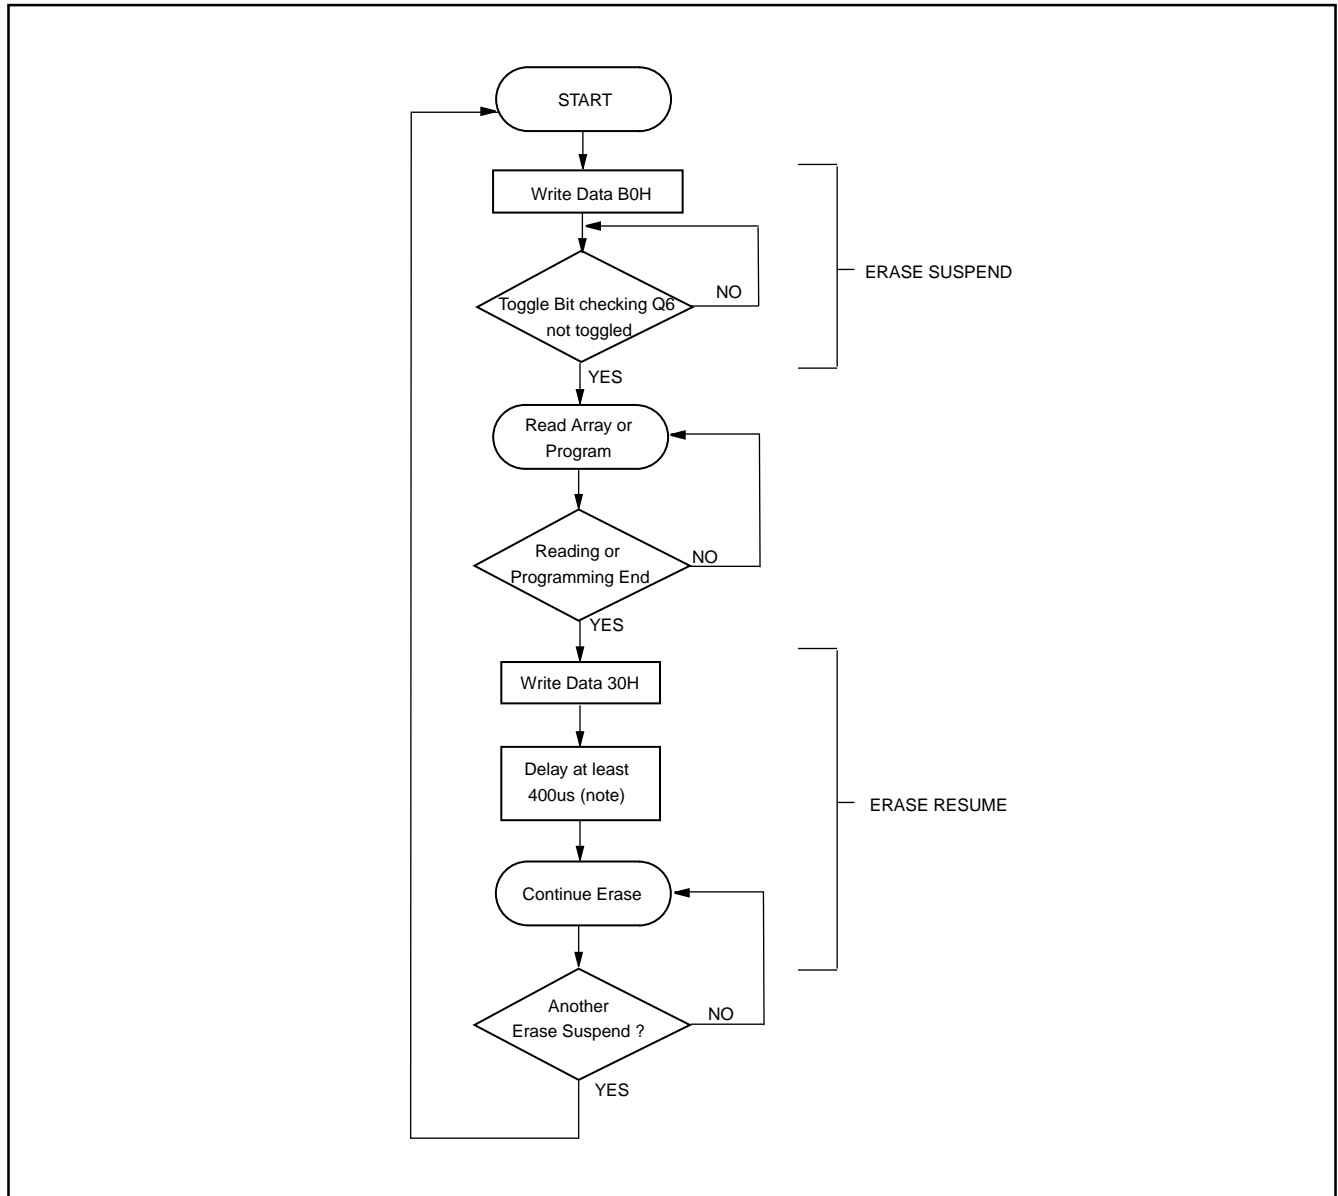 START
Write Data B0H
ERASE SUSPEND
NO
Toggle Bit checking Q6
not toggled
YES
Read Array or
Program
Reading or
NO
Programming End
YES
Write Data 30H
Delay at least
400us (note)
ERASE RESUME
Continue Erase
Another
NO
Erase Suspend ?
YES